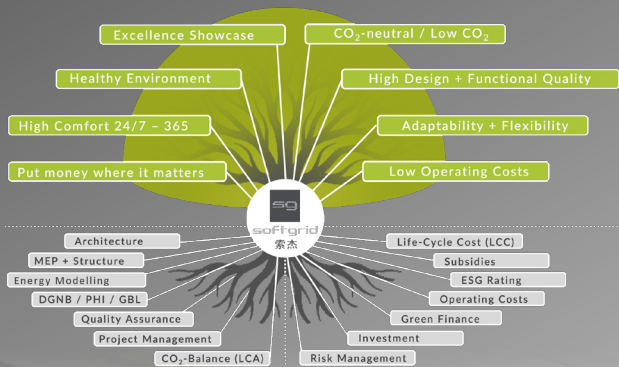 Excellence Showcase
CO₂-neutral / Low CO₂
Healthy Environment
High Design + Functional Quality
High Comfort 24/7 – 365
Adaptability + Flexibility
Put money where it matters
Low Operating Costs
sg
softgrid
索杰
Architecture
Life-Cycle Cost (LCC)
MEP + Structure
Subsidies
Energy Modelling
ESG Rating
DGNB / PHI / GBL
Operating Costs
Quality Assurance
Green Finance
Project Management
Investment
CO₂-Balance (LCA)
Risk Management